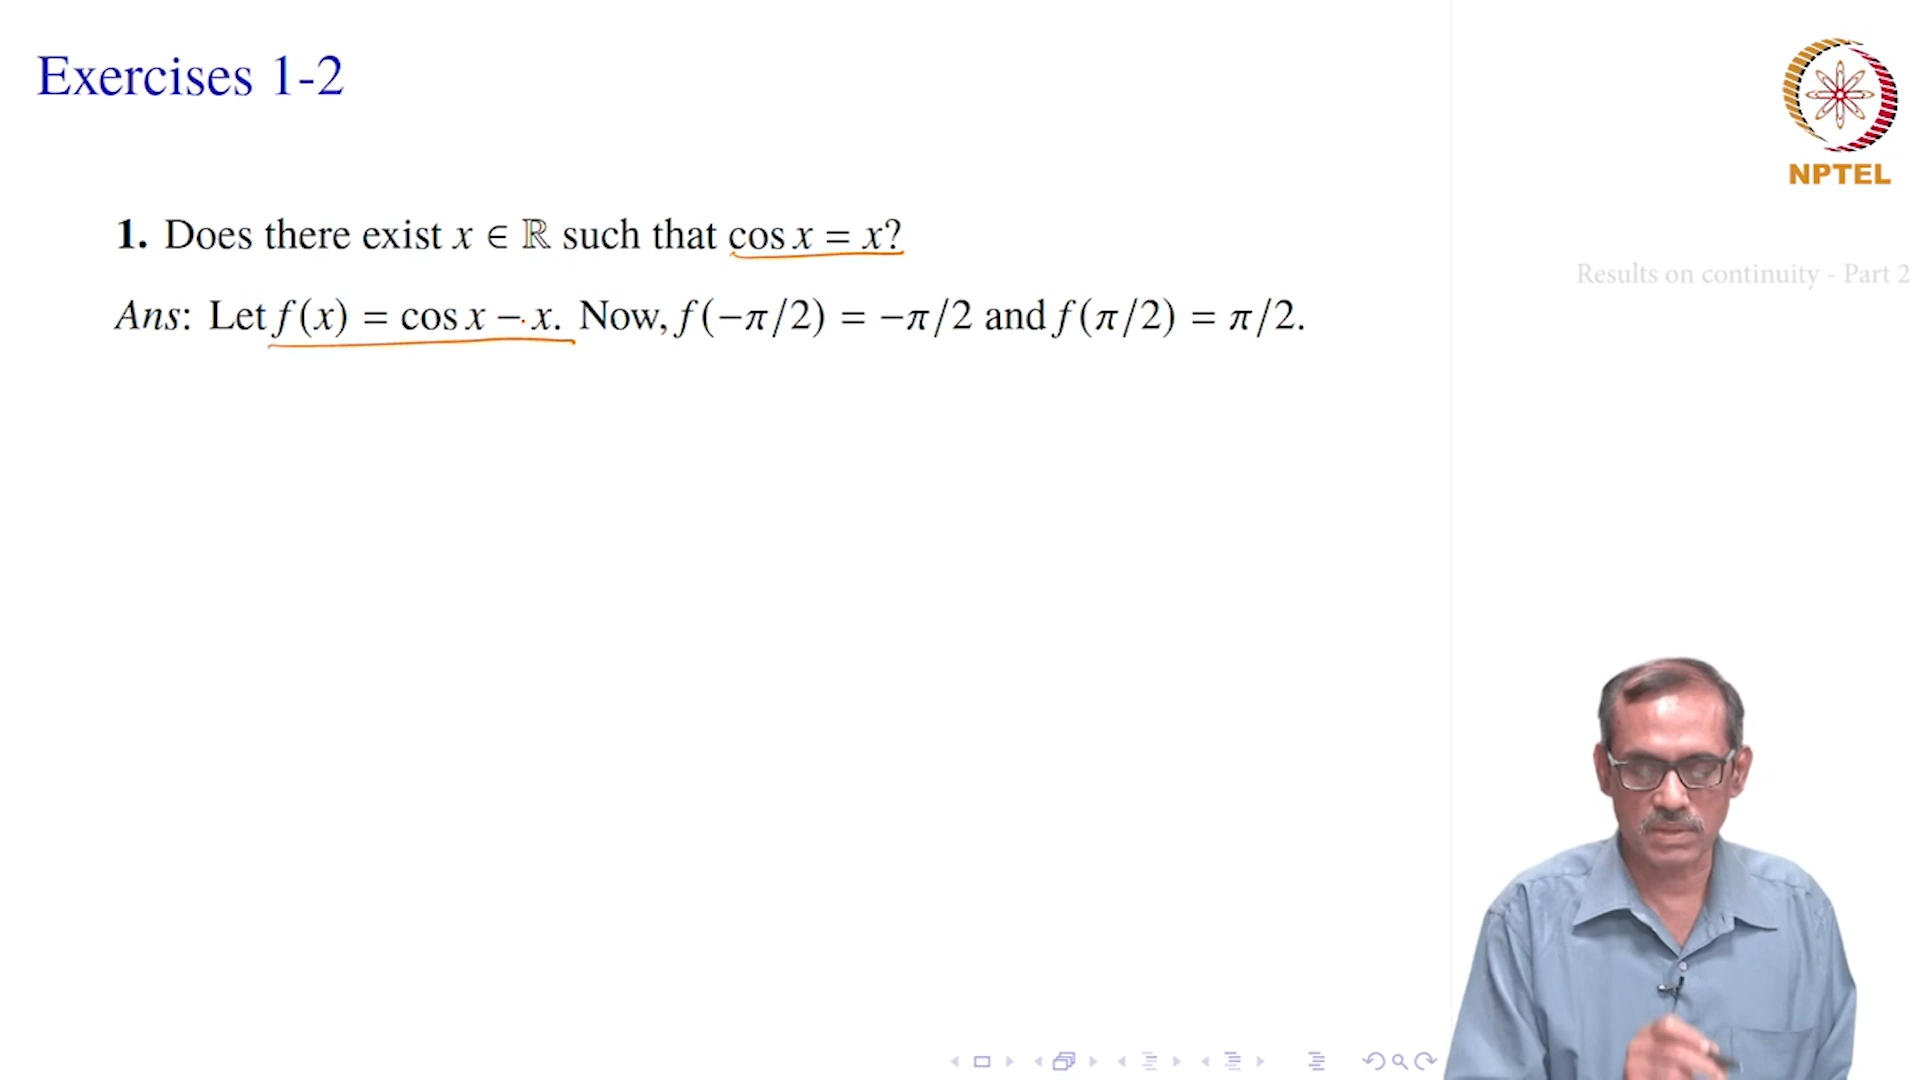 Exercises 1-2
NPTEL
1. Does there exist x ∈ ℝ such that cos x = x?
Results on continuity - Part 2
Ans: Let f(x) = cos x − x. Now, f(−π/2) = −π/2 and f(π/2) = π/2.